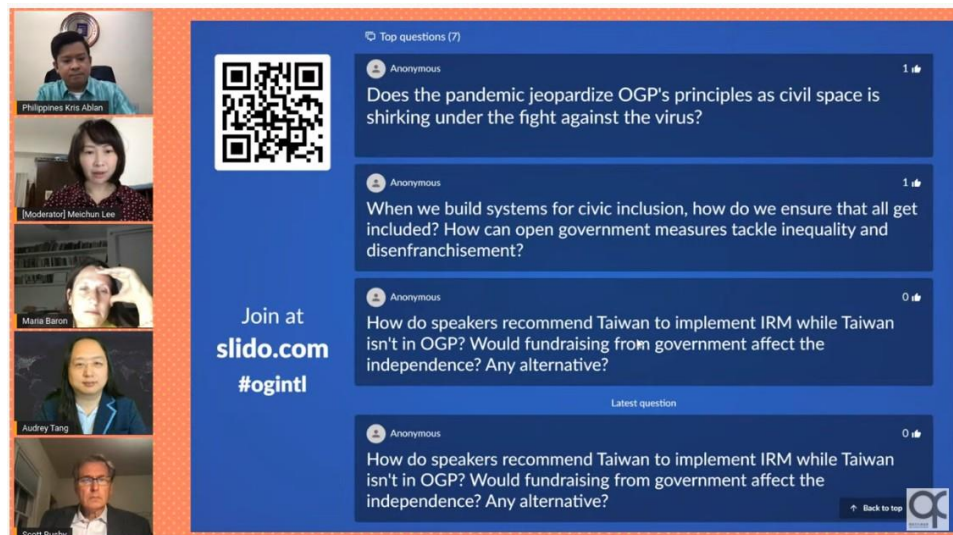 Philippines Kris Ablan
[Moderator] Meichun Lee
Maria Baron
Audrey Tang
Scott Busby
Join at
slido.com
#ogintl
Top questions (7)
Anonymous
1
Does the pandemic jeopardize OGP's principles as civil space is
shirking under the fight against the virus?
Anonymous
1
When we build systems for civic inclusion, how do we ensure that all get
included? How can open government measures tackle inequality and
disenfranchisement?
Anonymous
0
How do speakers recommend Taiwan to implement IRM while Taiwan
isn't in OGP? Would fundraising from government affect the
independence? Any alternative?
Latest question
Anonymous
0
How do speakers recommend Taiwan to implement IRM while Taiwan
isn't in OGP? Would fundraising from government affect the
independence? Any alternative?
Back to top